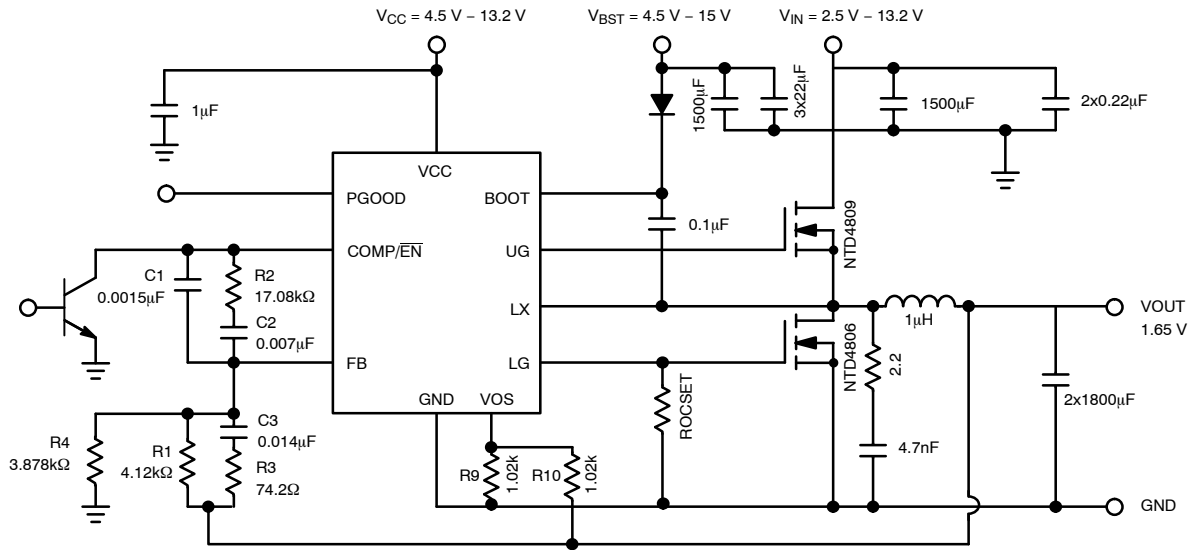 V_CC = 4.5 V − 13.2 V
V_BST = 4.5 V − 15 V
V_IN = 2.5 V − 13.2 V
1μF
1500μF
3x22μF
1500μF
2x0.22μF
VCC
PGOOD
BOOT
0.1μF
NTD4809
COMP/EN
UG
C1
0.0015μF
R2
17.08kΩ
C2
0.007μF
LX
1μH
VOUT
1.65 V
FB
LG
NTD4806
2.2
GND
VOS
ROCSET
2x1800μF
R4
3.878kΩ
R1
4.12kΩ
C3
0.014μF
R3
74.2Ω
R9
1.02k
R10
1.02k
4.7nF
GND